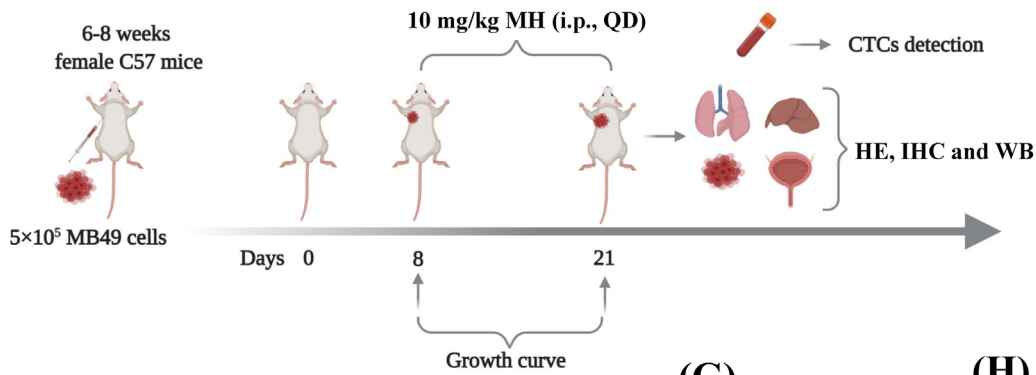 10 mg/kg MH (i.p., QD)
6-8 weeks
female C57 mice
CTCs detection
HE, IHC and WB
5×10⁵ MB49 cells
Days 0 8 21
Growth curve
(H)